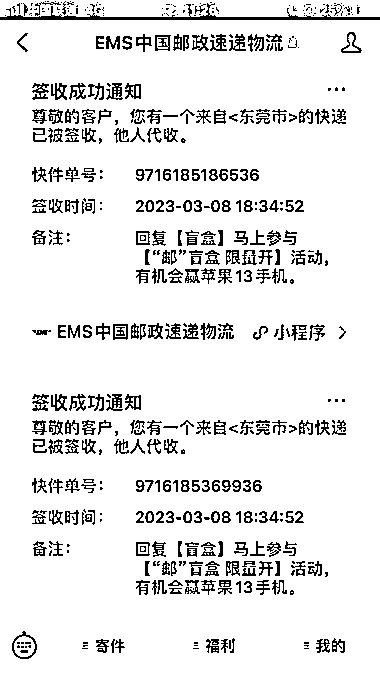 EMS中国邮政速递物流
签收成功通知
尊敬的客户，您有一个来自<东莞市>的快递
已被签收，他人代收。
快件单号： 9716185186536
签收时间： 2023-03-08 18:34:52
备注： 回复【盲盒】马上参与
【“邮”盲盒 限量开】活动，
有机会赢苹果13手机。
EMS中国邮政速递物流 小程序
签收成功通知
尊敬的客户，您有一个来自<东莞市>的快递
已被签收，他人代收。
快件单号： 9716185369936
签收时间： 2023-03-08 18:34:52
备注： 回复【盲盒】马上参与
【“邮”盲盒 限量开】活动，
有机会赢苹果13手机。
寄件 福利 我的